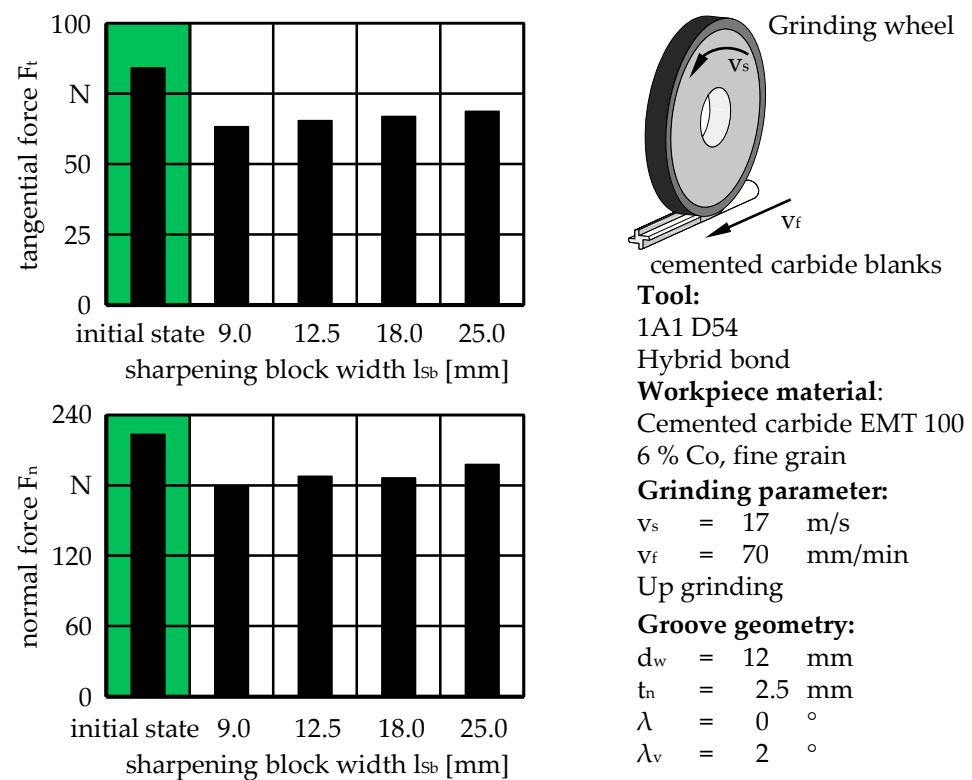 100
N
50
25
0
tangential force Ft
initial state 9.0 12.5 18.0 25.0
sharpening block width lSb [mm]
240
N
120
60
0
normal force Fn
initial state 9.0 12.5 18.0 25.0
sharpening block width lSb [mm]
Grinding wheel
vs
vf
cemented carbide blanks
Tool:
1A1 D54
Hybrid bond
Workpiece material:
Cemented carbide EMT 100
6 % Co, fine grain
Grinding parameter:
vs = 17 m/s
vf = 70 mm/min
Up grinding
Groove geometry:
dw = 12 mm
tn = 2.5 mm
λ = 0 °
λv = 2 °